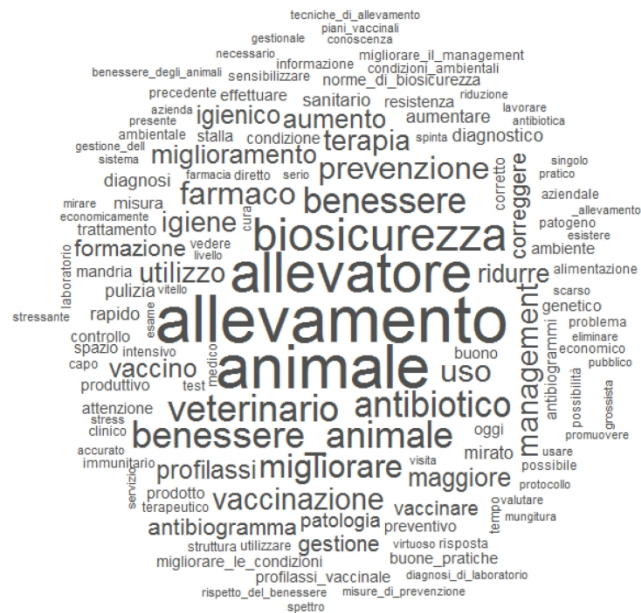 tecniche_di_allevamento
gestionale piani_vaccinali
conoscenza
necessario migliorare_il_management
benessere_degli_animali informazione condizioni_ambientali
sensibilizzare norme_di_biosicurezza
precedente effettuare sanitario resistenza riduzione
azienda igienico aumento aumentare lavorare
presente antibiotica
gestione_dell ambientale stalla condizione terapia spinta diagnostico
sistema miglioramento prevenzione singolo
diagnosi farmacia diretto serio corretto correggere pratico
mirare misura farmaco benessere aziendale
economicamente igiene cura _allevamento
trattamento patogeno
formazione vedere biosicurezza esistere
livello ambiente
laboratorio mandria utilizzo allevatore ridurre alimentazione
pulizia vitello scarso
stressante rapido esame allevamento management genetico
controllo antibiogrammi problema
spazio intensivo medico buono eliminare
capo vaccino animale uso economico
produttivo test possibilità pubblico
attenzione veterinario antibiotico grossista
stress oggi promuovere
clinico benessere_animale
accurato mirato usare
immunitario profilassi migliorare visita possibile
servizio maggiore
prodotto vaccinazione vaccinare tempo protocollo
terapeutico valutare
antibiogramma patologia preventivo mungitura
struttura utilizzare gestione virtuoso risposta
migliorare_le_condizioni buone_pratiche
profilassi_vaccinale diagnosi_di_laboratorio
rispetto_del_benessere misure_di_prevenzione
spettro